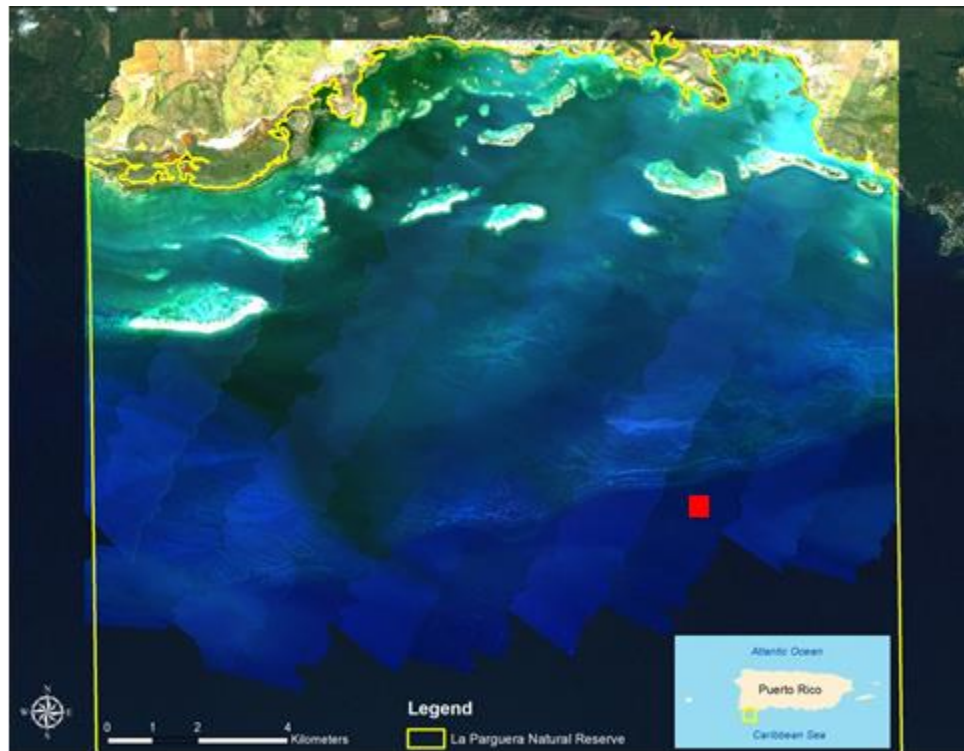 Atlantic Ocean
Puerto Rico
Caribbean Sea
N
W E
S
0 1 2 4
Kilometers
Legend
La Parguera Natural Reserve